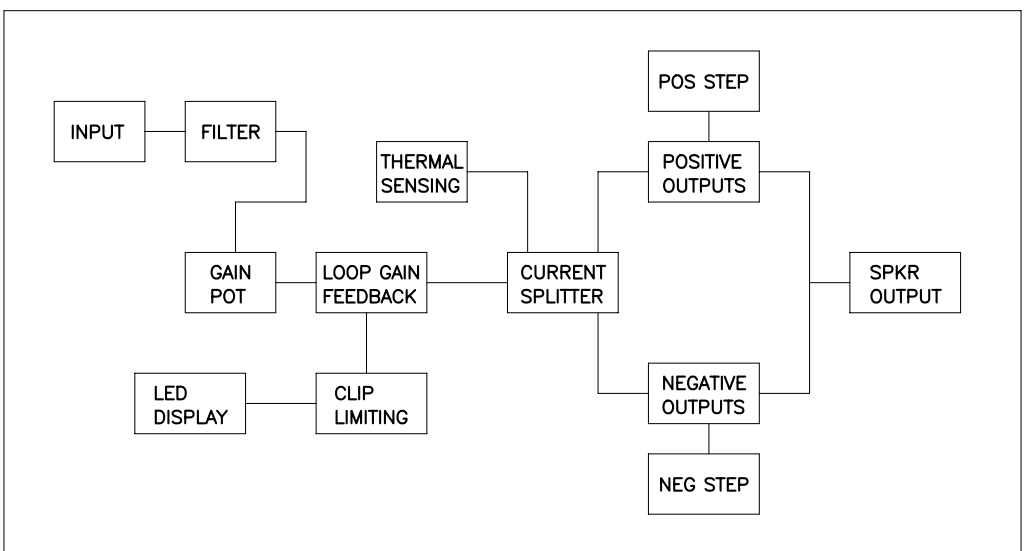 POS STEP
INPUT
FILTER
THERMAL
SENSING
POSITIVE
OUTPUTS
GAIN
POT
LOOP GAIN
FEEDBACK
CURRENT
SPLITTER
SPKR
OUTPUT
LED
DISPLAY
CLIP
LIMITING
NEGATIVE
OUTPUTS
NEG STEP